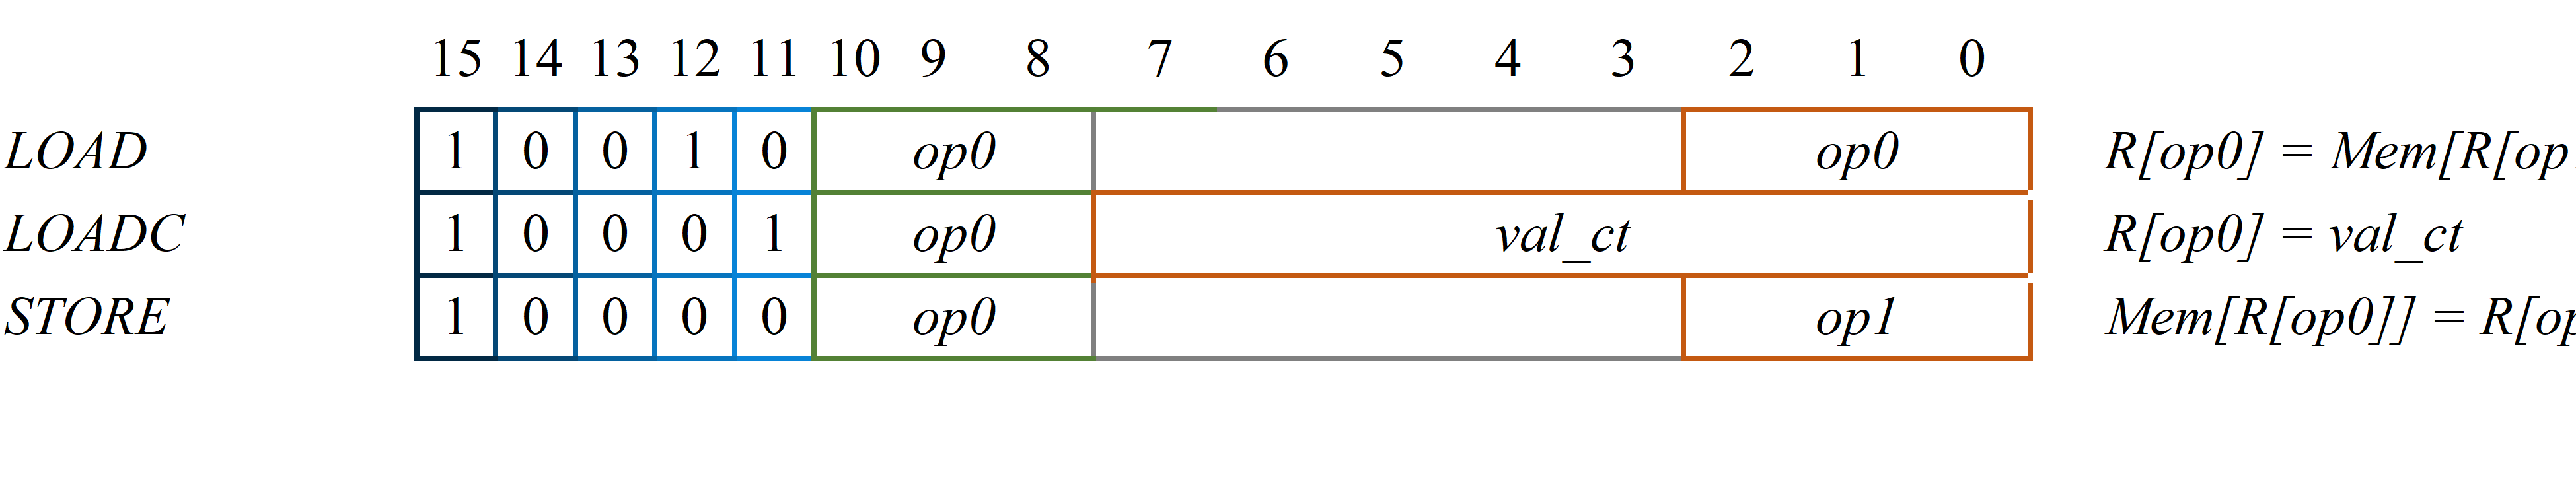 15 14 13 12 11 10 9 8 7 6 5 4 3 2 1 0
LOAD 1 0 0 1 0 op0 op0 R[op0] = Mem[R[op
LOADC 1 0 0 0 1 op0 val_ct R[op0] = val_ct
STORE 1 0 0 0 0 op0 op1 Mem[R[op0]] = R[op